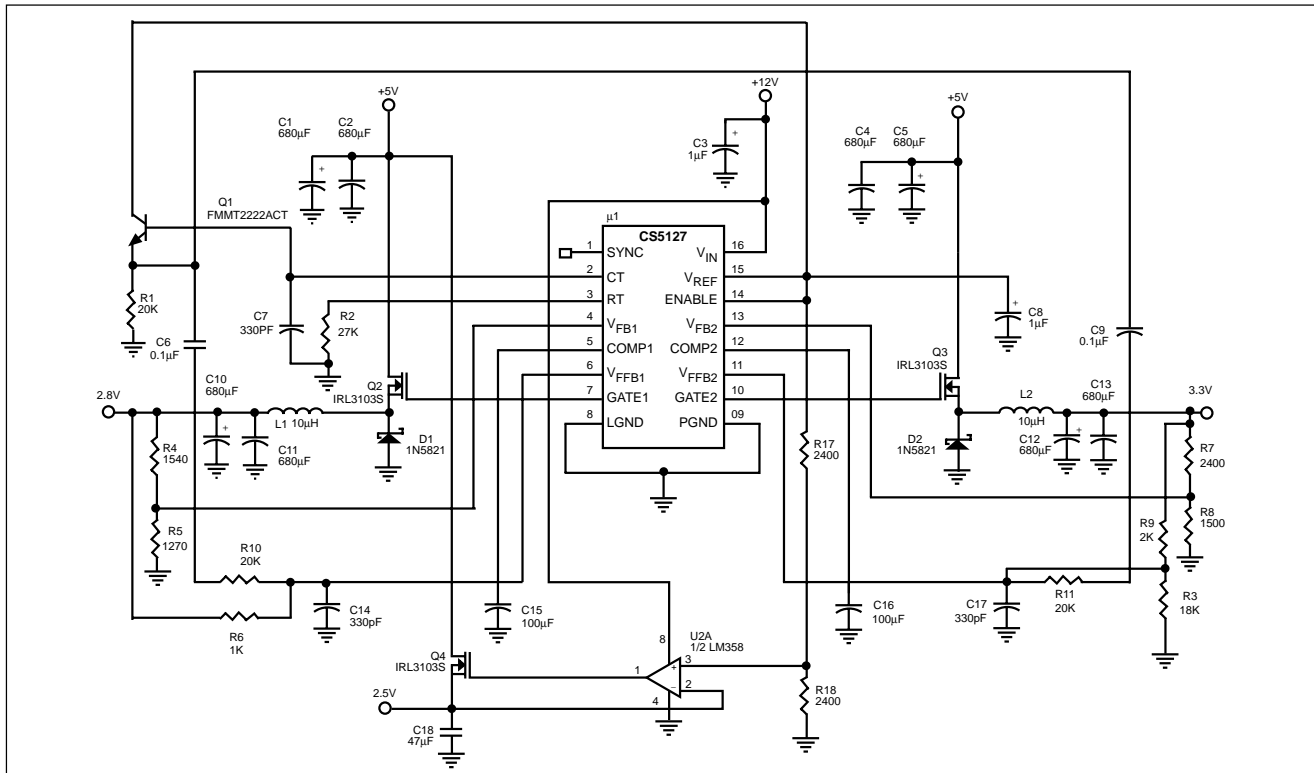 +12V
+5V
+5V
C1
680µF
C2
680µF
C3
1µF
+
+
C4
680µF
C5
680µF
+
Q1
FMMT2222ACT
µ1
CS5127
1
SYNC
VIN
16
2
CT
VREF
15
3
RT
ENABLE
14
4
VFB1
VFB2
13
5
COMP1
COMP2
12
6
VFFB1
VFFB2
11
7
GATE1
GATE2
10
8
LGND
PGND
09
R1
20K
C7
330PF
R2
27K
C6
0.1µF
C8
1µF
+
C9
0.1µF
Q2
IRL3103S
Q3
IRL3103S
2.8V
C10
680µF
+
C11
680µF
L1
10µH
D1
1N5821
R4
1540
R5
1270
R17
2400
D2
1N5821
L2
10µH
C12
680µF
+
C13
680µF
3.3V
R7
2400
R8
1500
R9
2K
R3
18K
R10
20K
R6
1K
C14
330pF
C15
100µF
C16
100µF
C17
330pF
R11
20K
Q4
IRL3103S
U2A
1/2 LM358
8
3
+
1
2
–
4
2.5V
C18
47µF
R18
2400